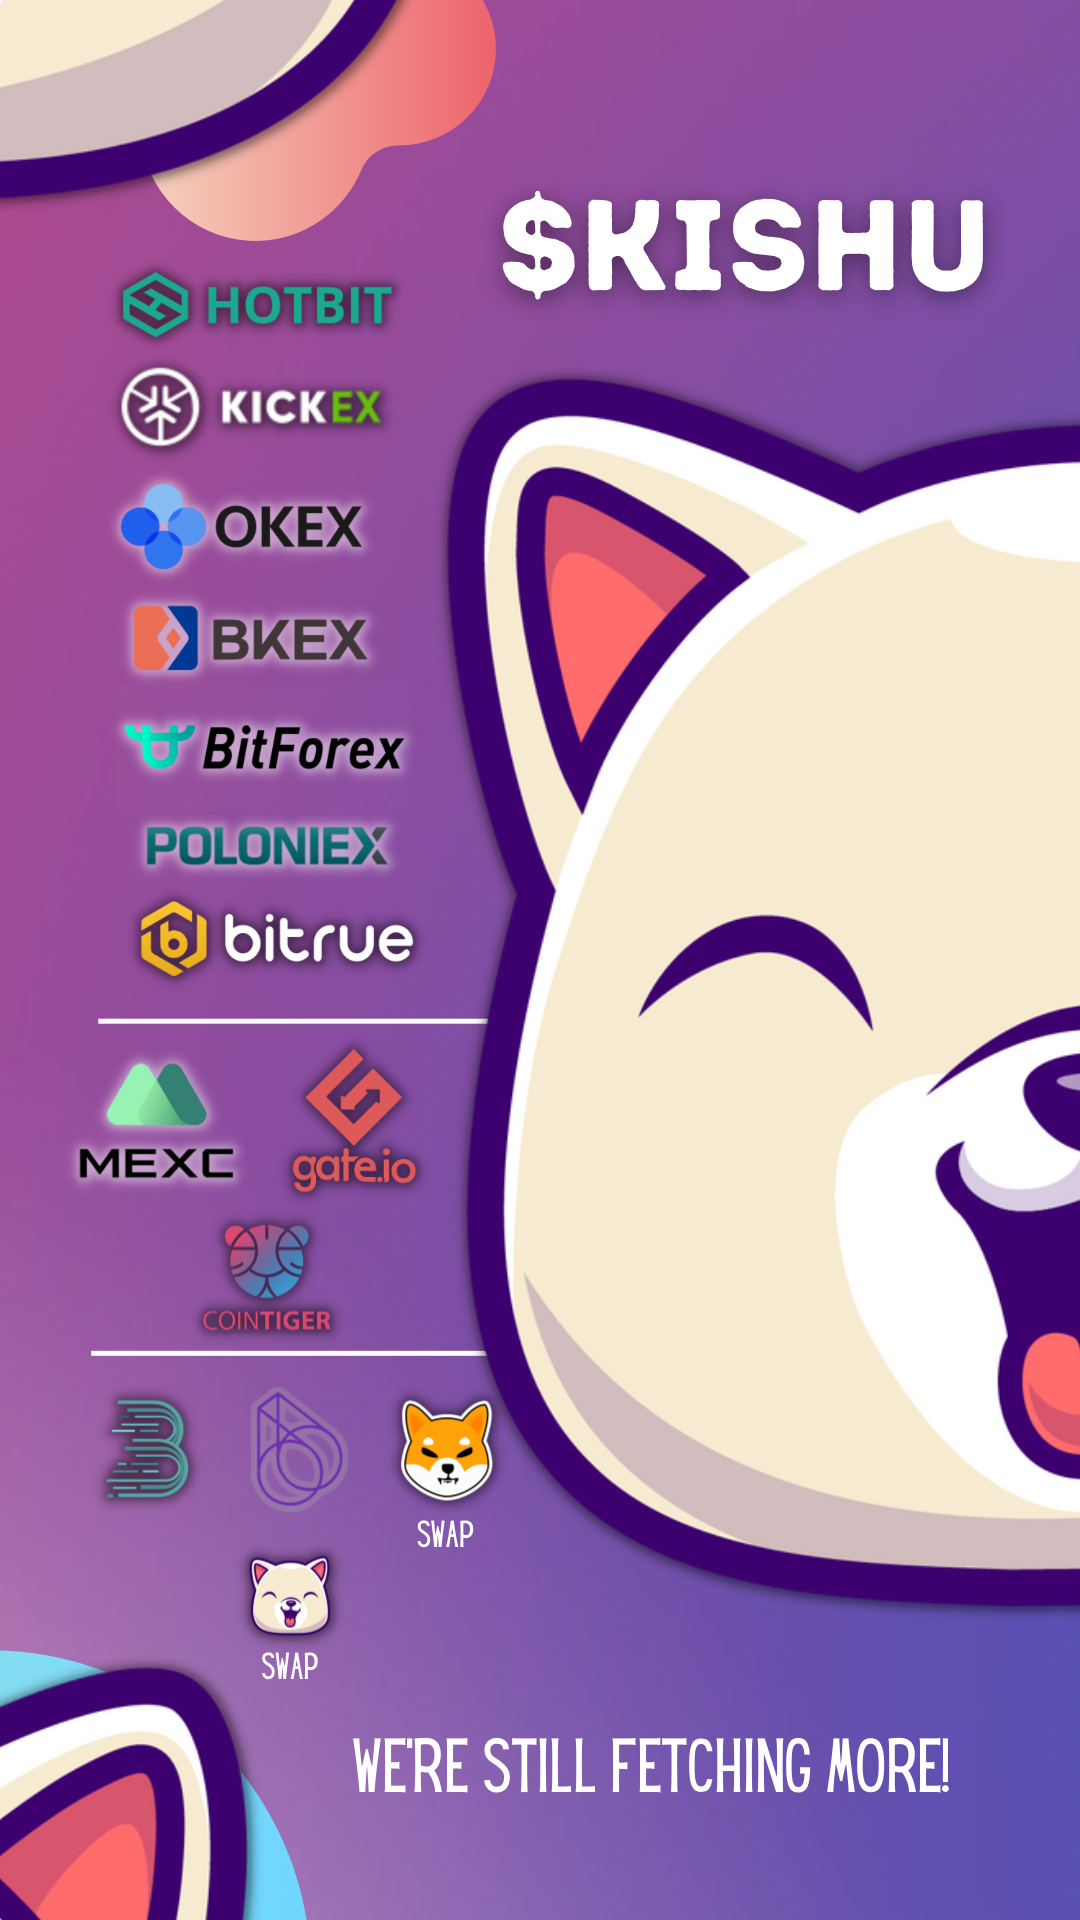 $KISHU
HOTBIT
KICKEX
OKEX
BKEX
BitForex
POLONIEX
bitrue
MEXC
gate.io
COINTIGER
SWAP
SWAP
WE'RE STILL FETCHING MORE!